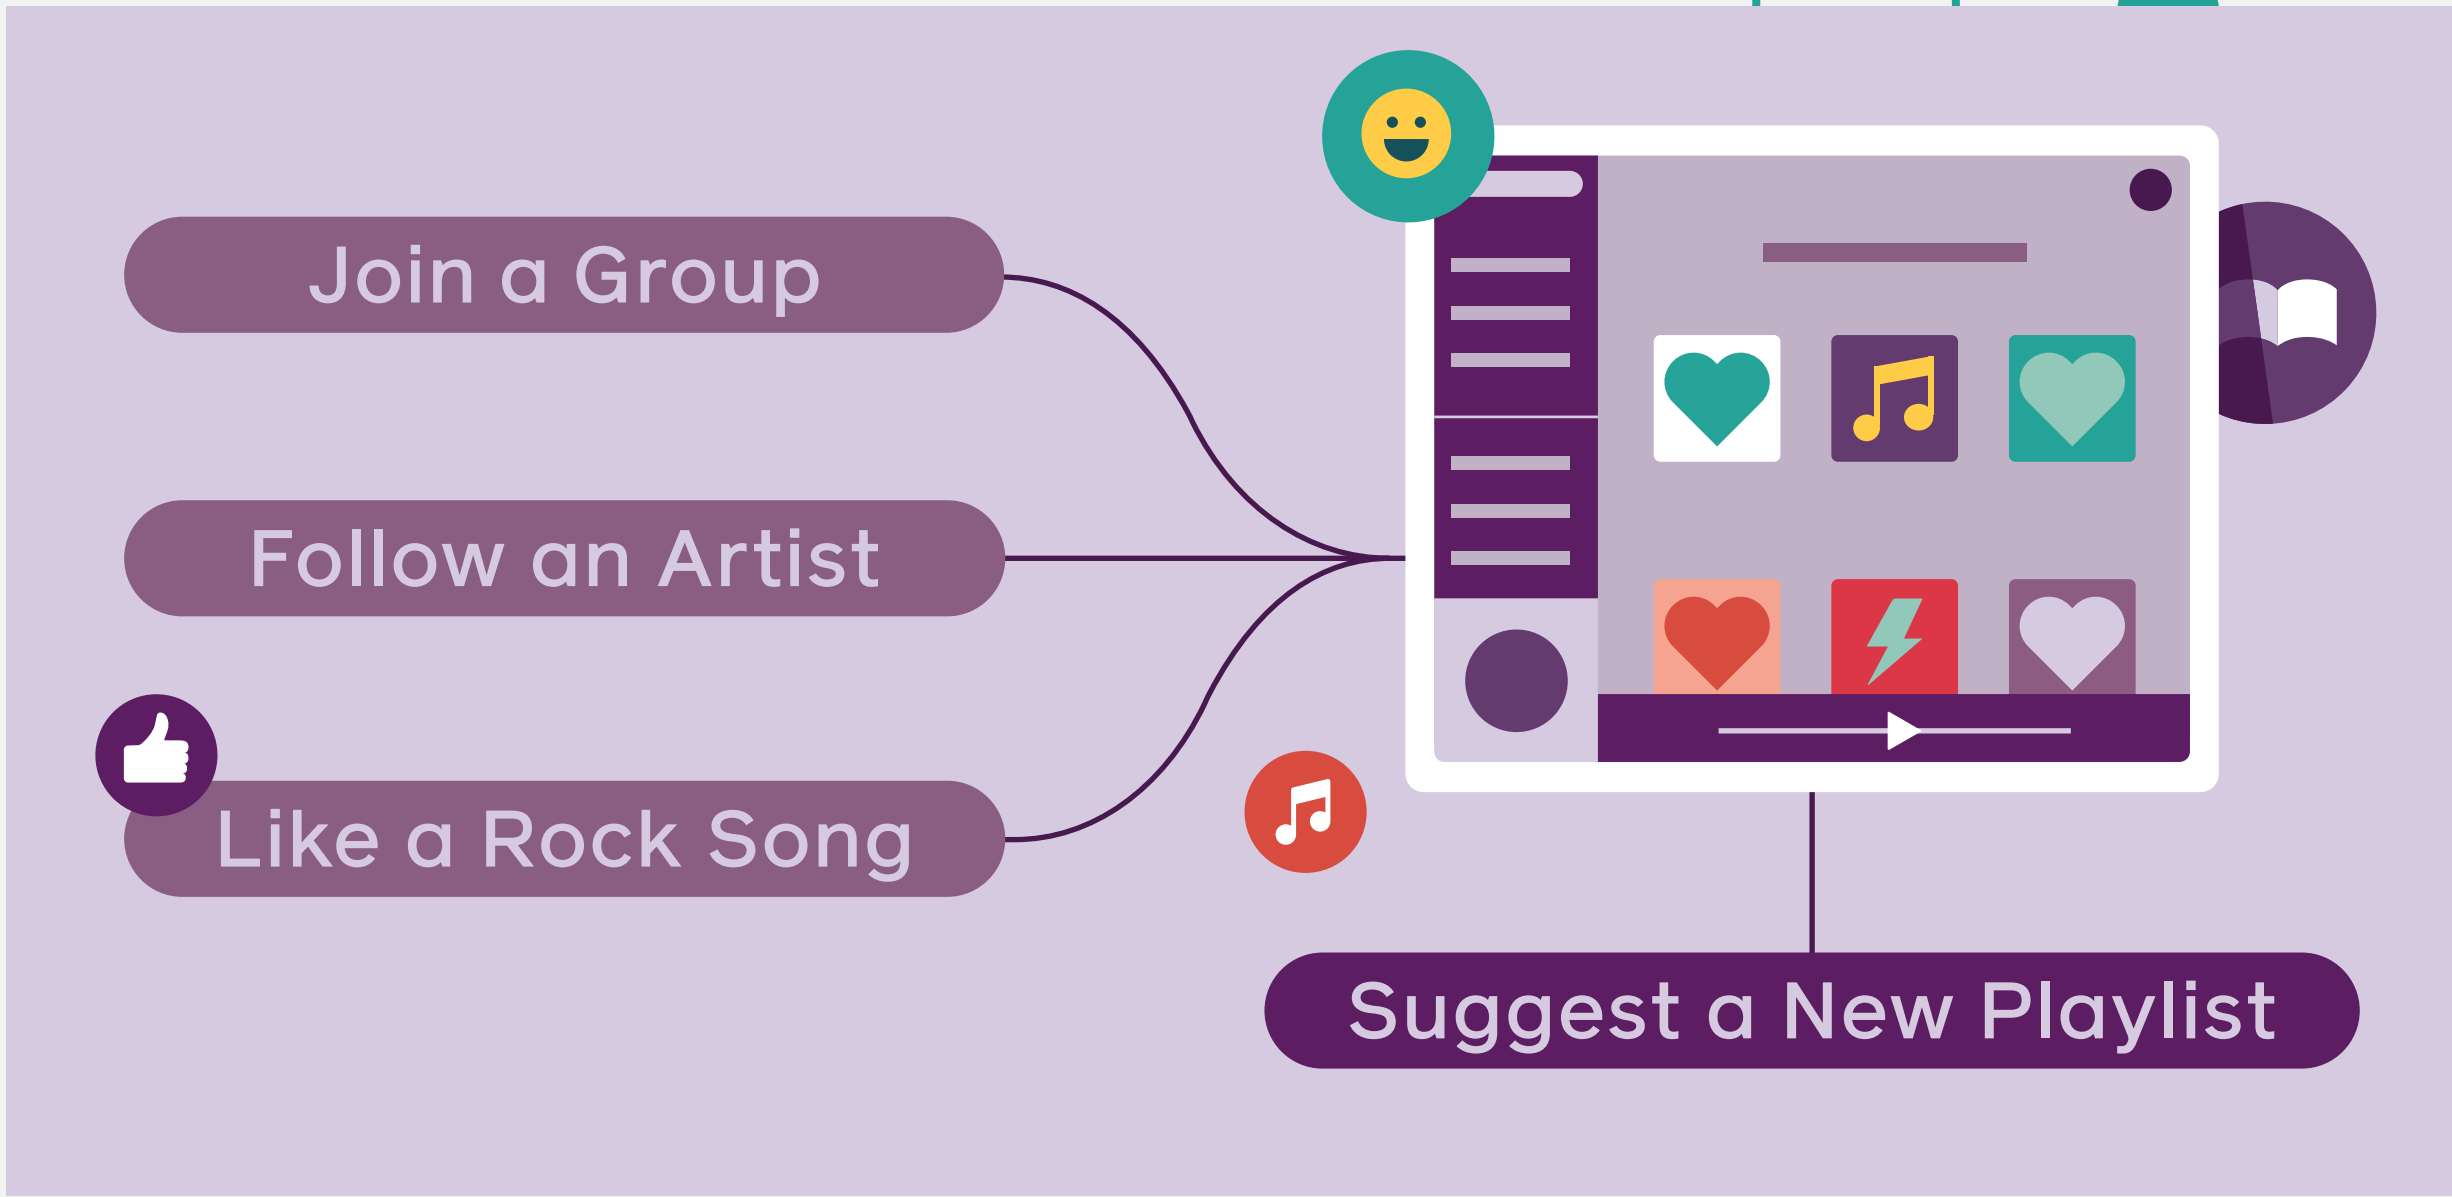 Join a Group
Follow an Artist
Like a Rock Song
Suggest a New Playlist